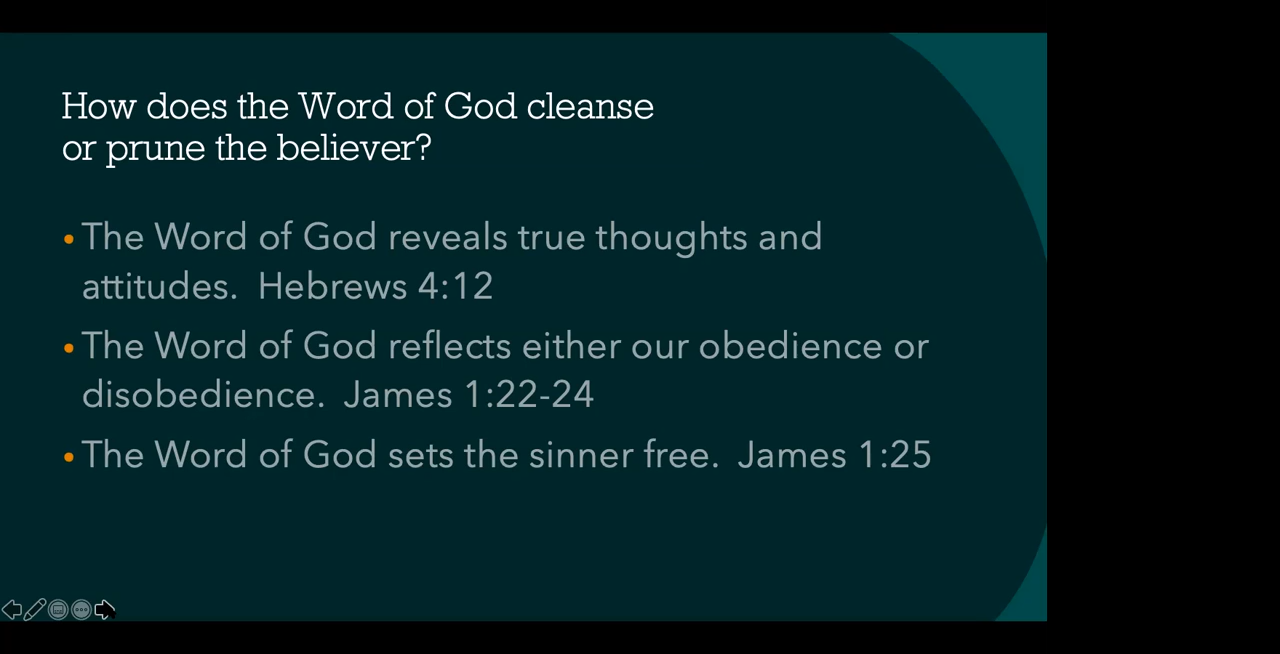 How does the Word of God cleanse
or prune the believer?
• The Word of God reveals true thoughts and
attitudes.  Hebrews 4:12
• The Word of God reflects either our obedience or
disobedience.  James 1:22-24
• The Word of God sets the sinner free.  James 1:25